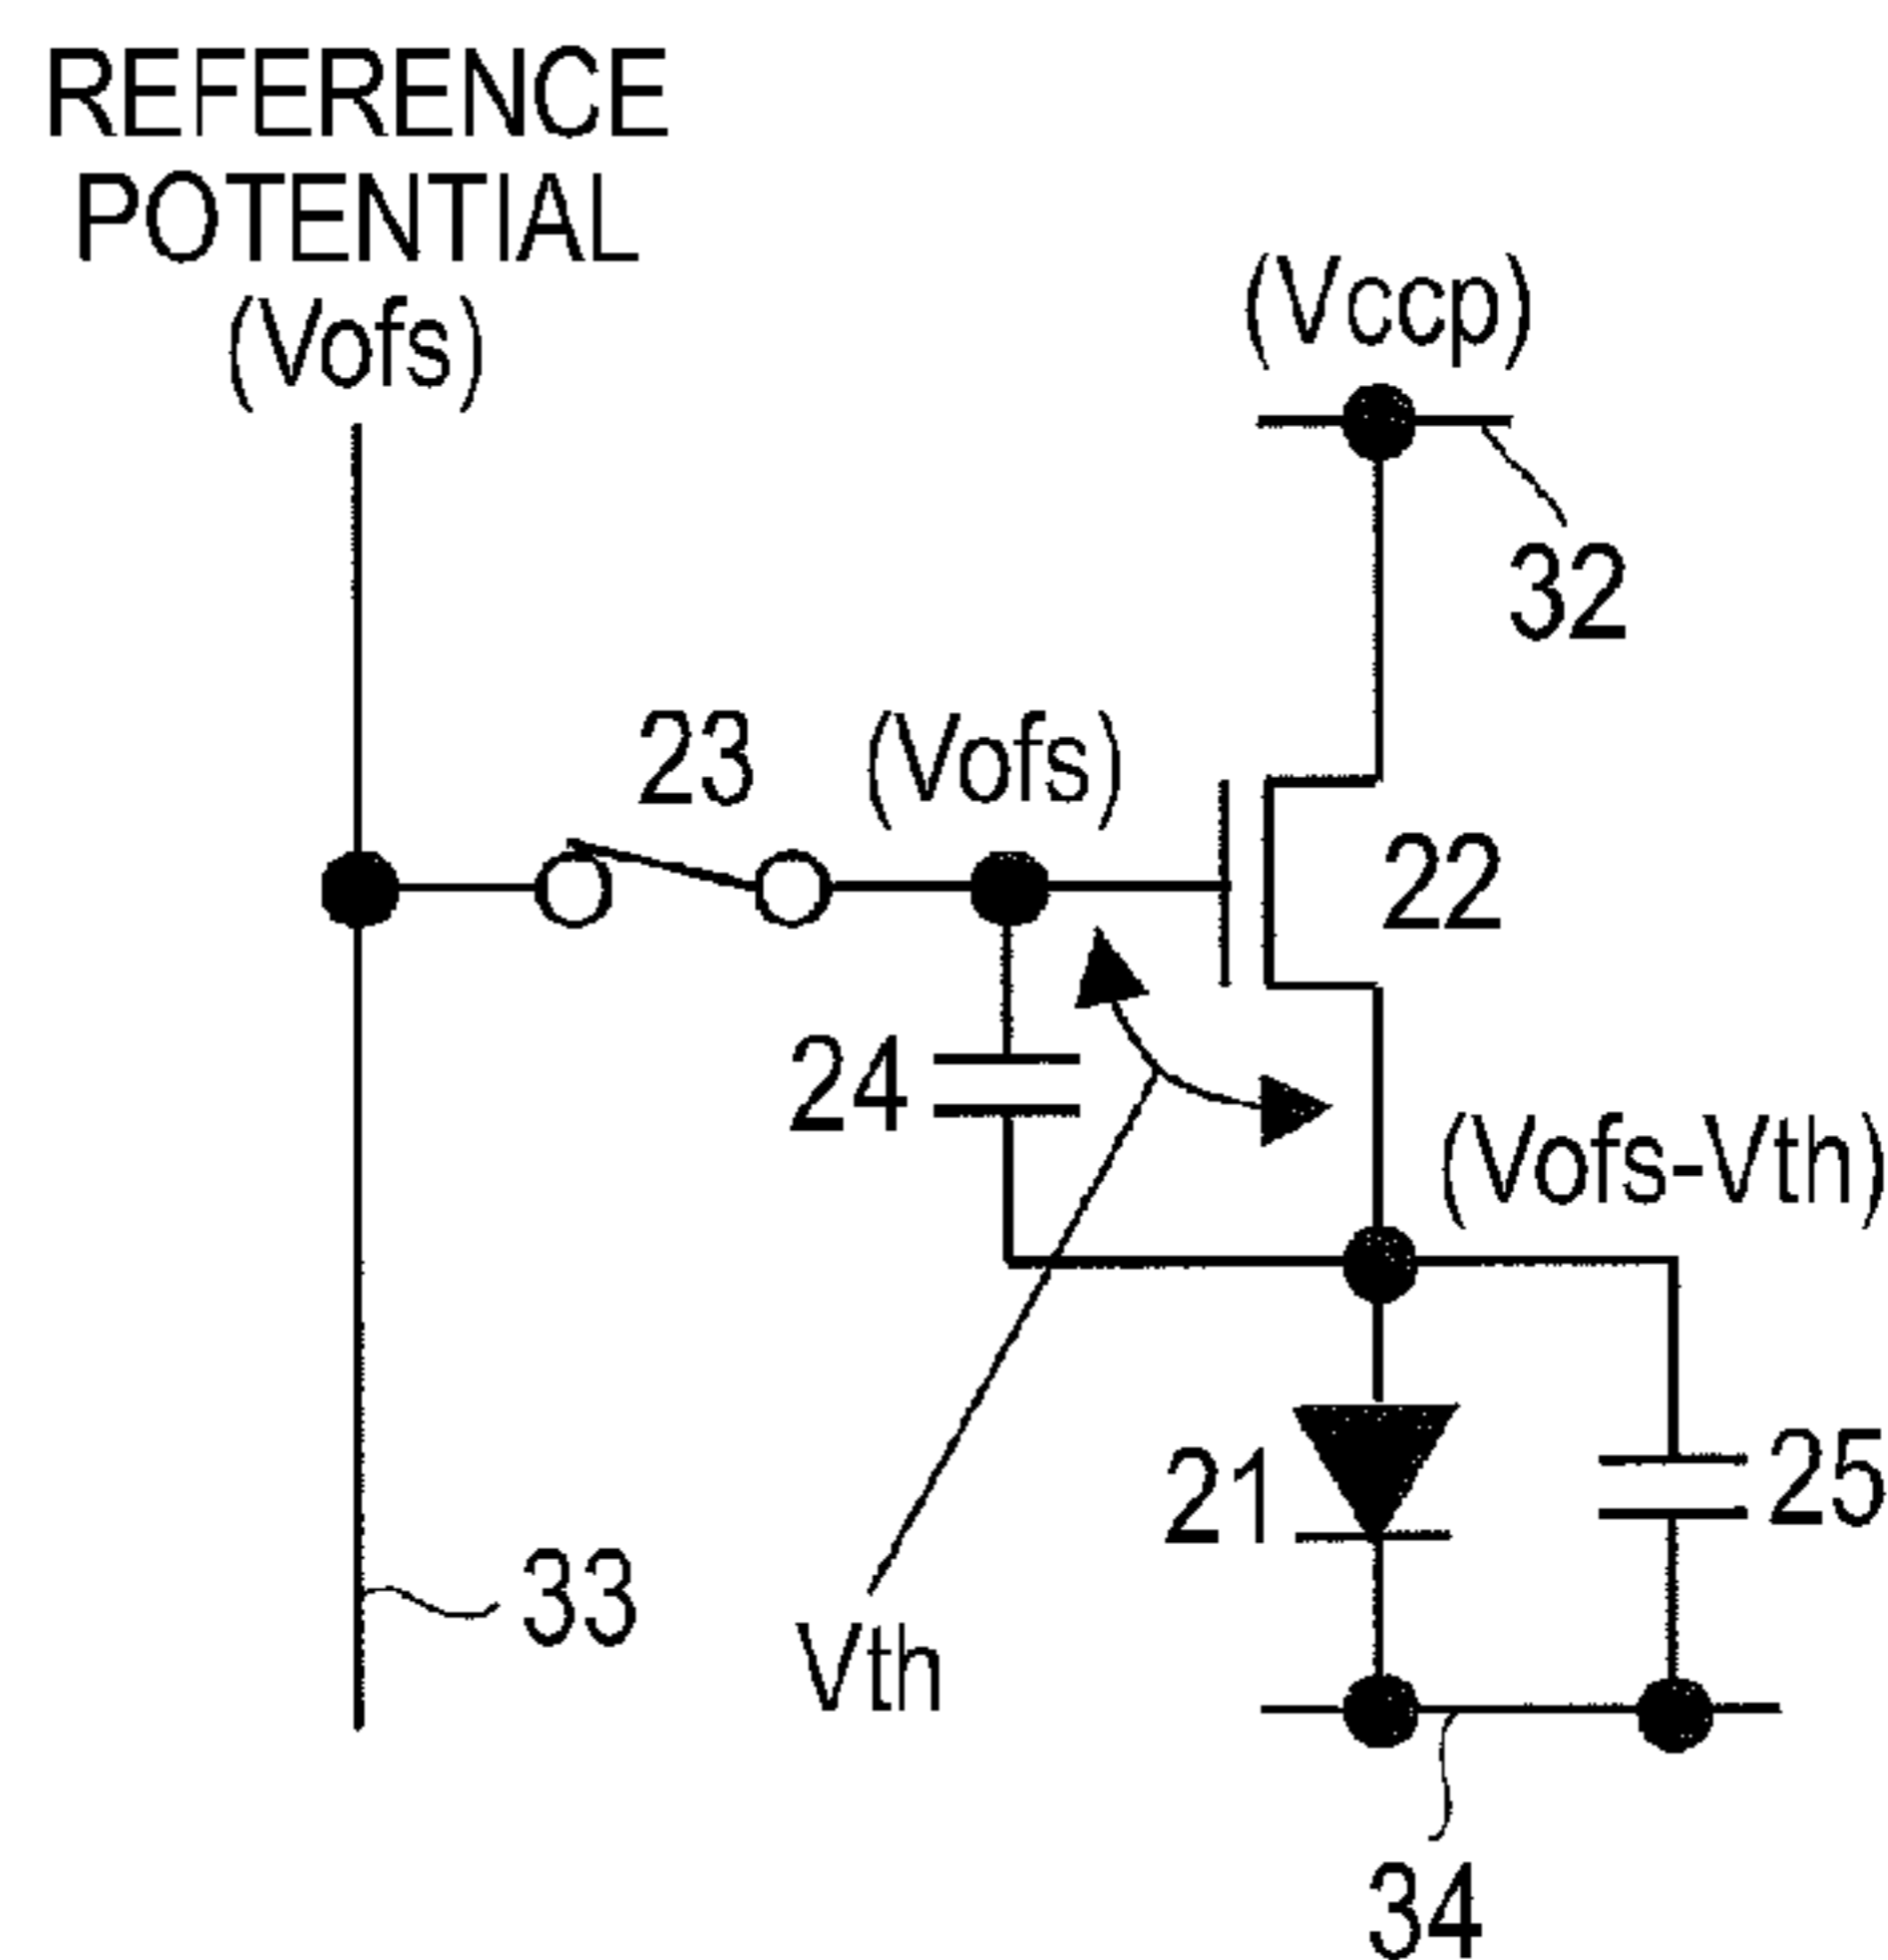 REFERENCE
POTENTIAL
(Vofs)
(Vccp)
32
23
(Vofs)
22
24
(Vofs-Vth)
21
25
33
Vth
34